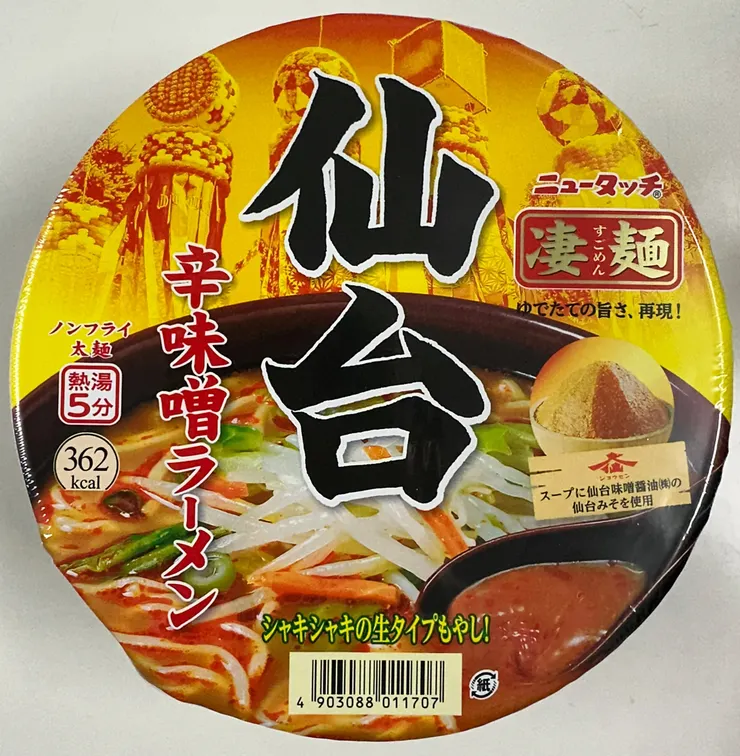 仙台
辛味噌ラーメン
ニュータッチ®
凄麺
すごめん
ゆでたての旨さ、再現!
ノンフライ
太麺
熱湯
5分
362
kcal
仙
ジョウセン
スープに仙台味噌醤油㈱の
仙台みそを使用
シャキシャキの生タイプもやし!
4 903088 011707
紙